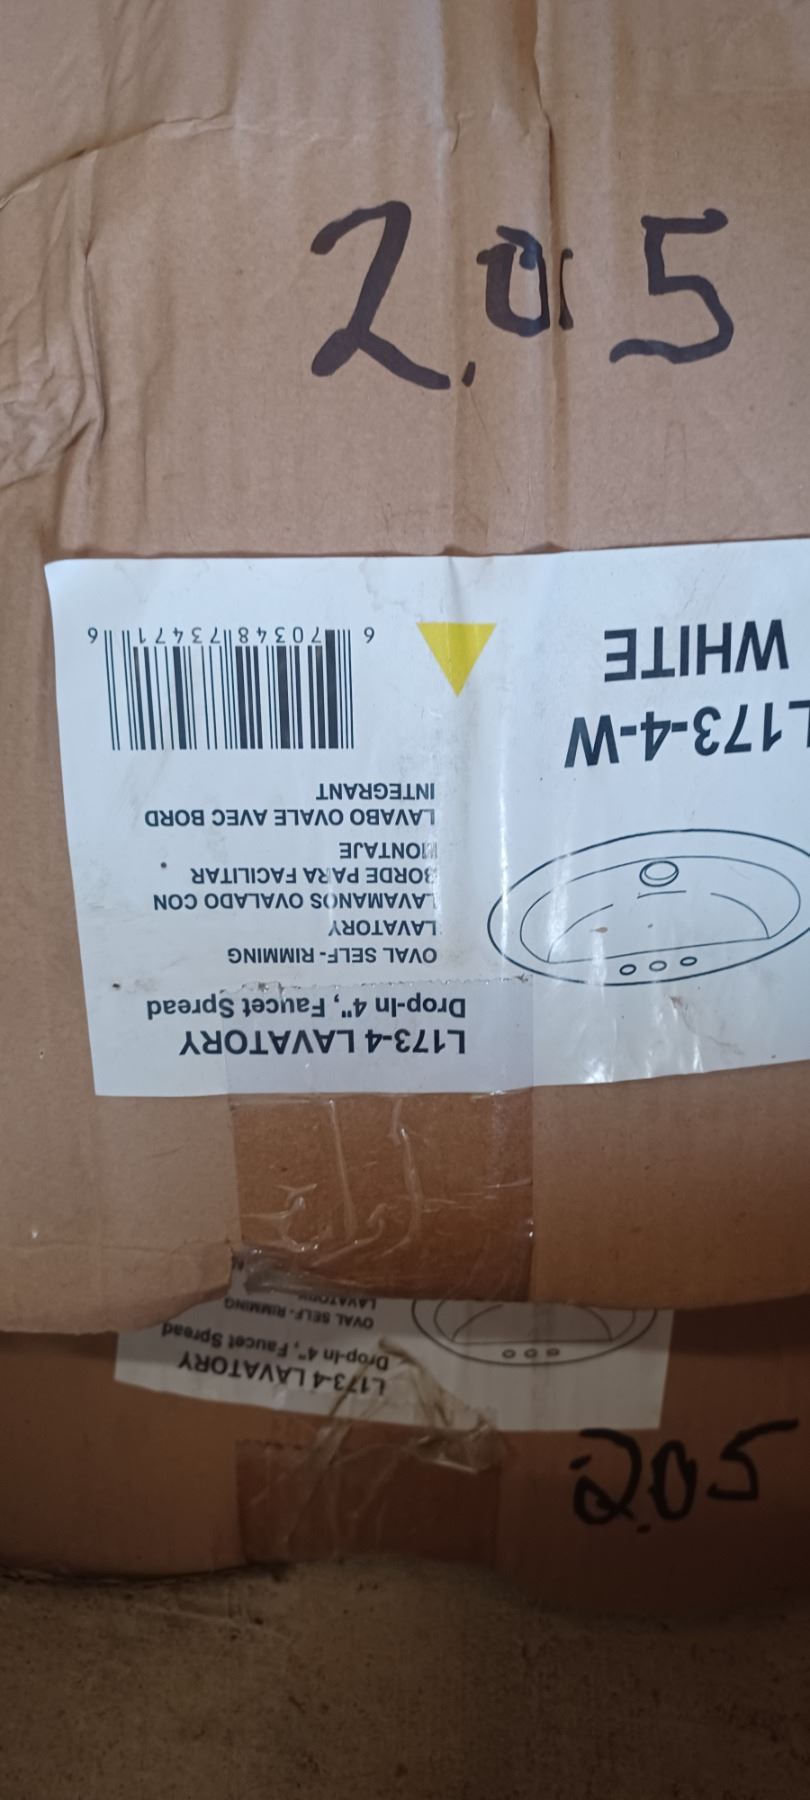 2.05
L173-4 LAVATORY
Drop-In 4", Faucet Spread
OVAL SELF-RIMMING
LAVATORY
LAVAMANOS OVALADO CON
BORDE PARA FACILITAR
MONTAJE
LAVABO OVALE AVEC BORD
INTEGRANT
6 70348 73471 6
L173-4-W
WHITE
L173-4 LAVATORY
Drop-In 4", Faucet Spread
OVAL SELF-RIMMING
LAVATORY
2.05